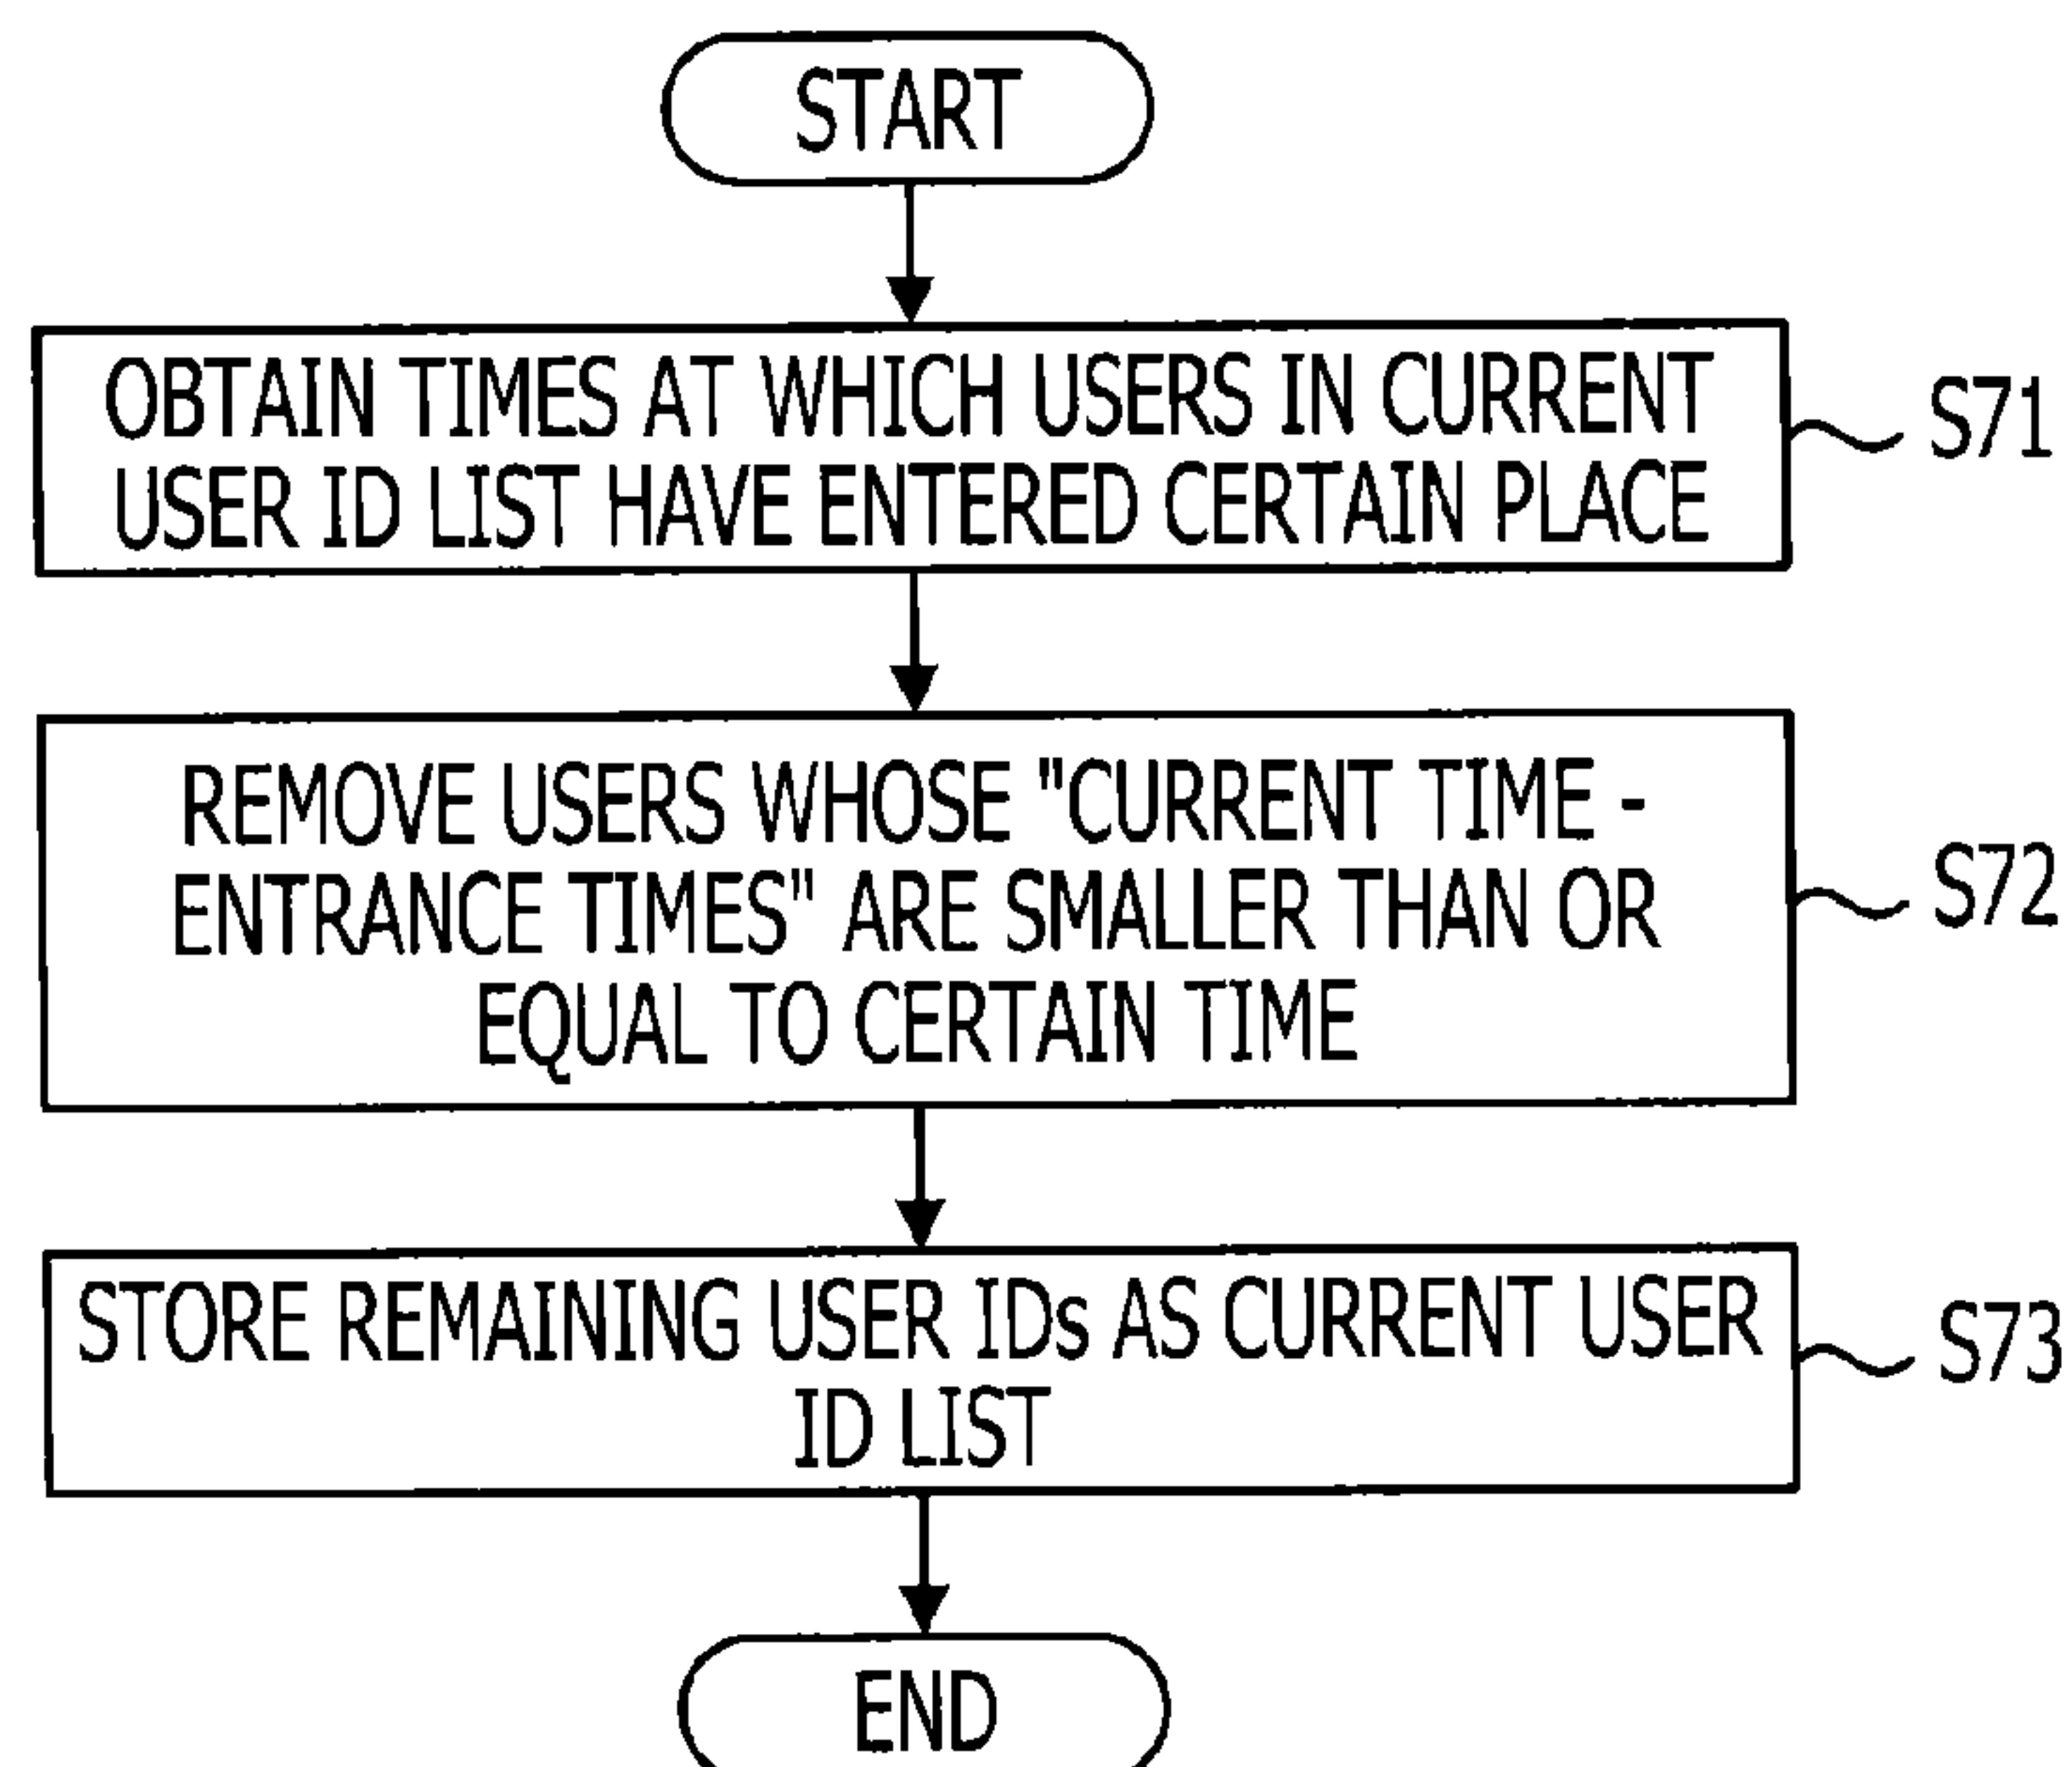 START
OBTAIN TIMES AT WHICH USERS IN CURRENT
USER ID LIST HAVE ENTERED CERTAIN PLACE
S71
REMOVE USERS WHOSE "CURRENT TIME -
ENTRANCE TIMES" ARE SMALLER THAN OR
EQUAL TO CERTAIN TIME
S72
STORE REMAINING USER IDs AS CURRENT USER
ID LIST
S73
END